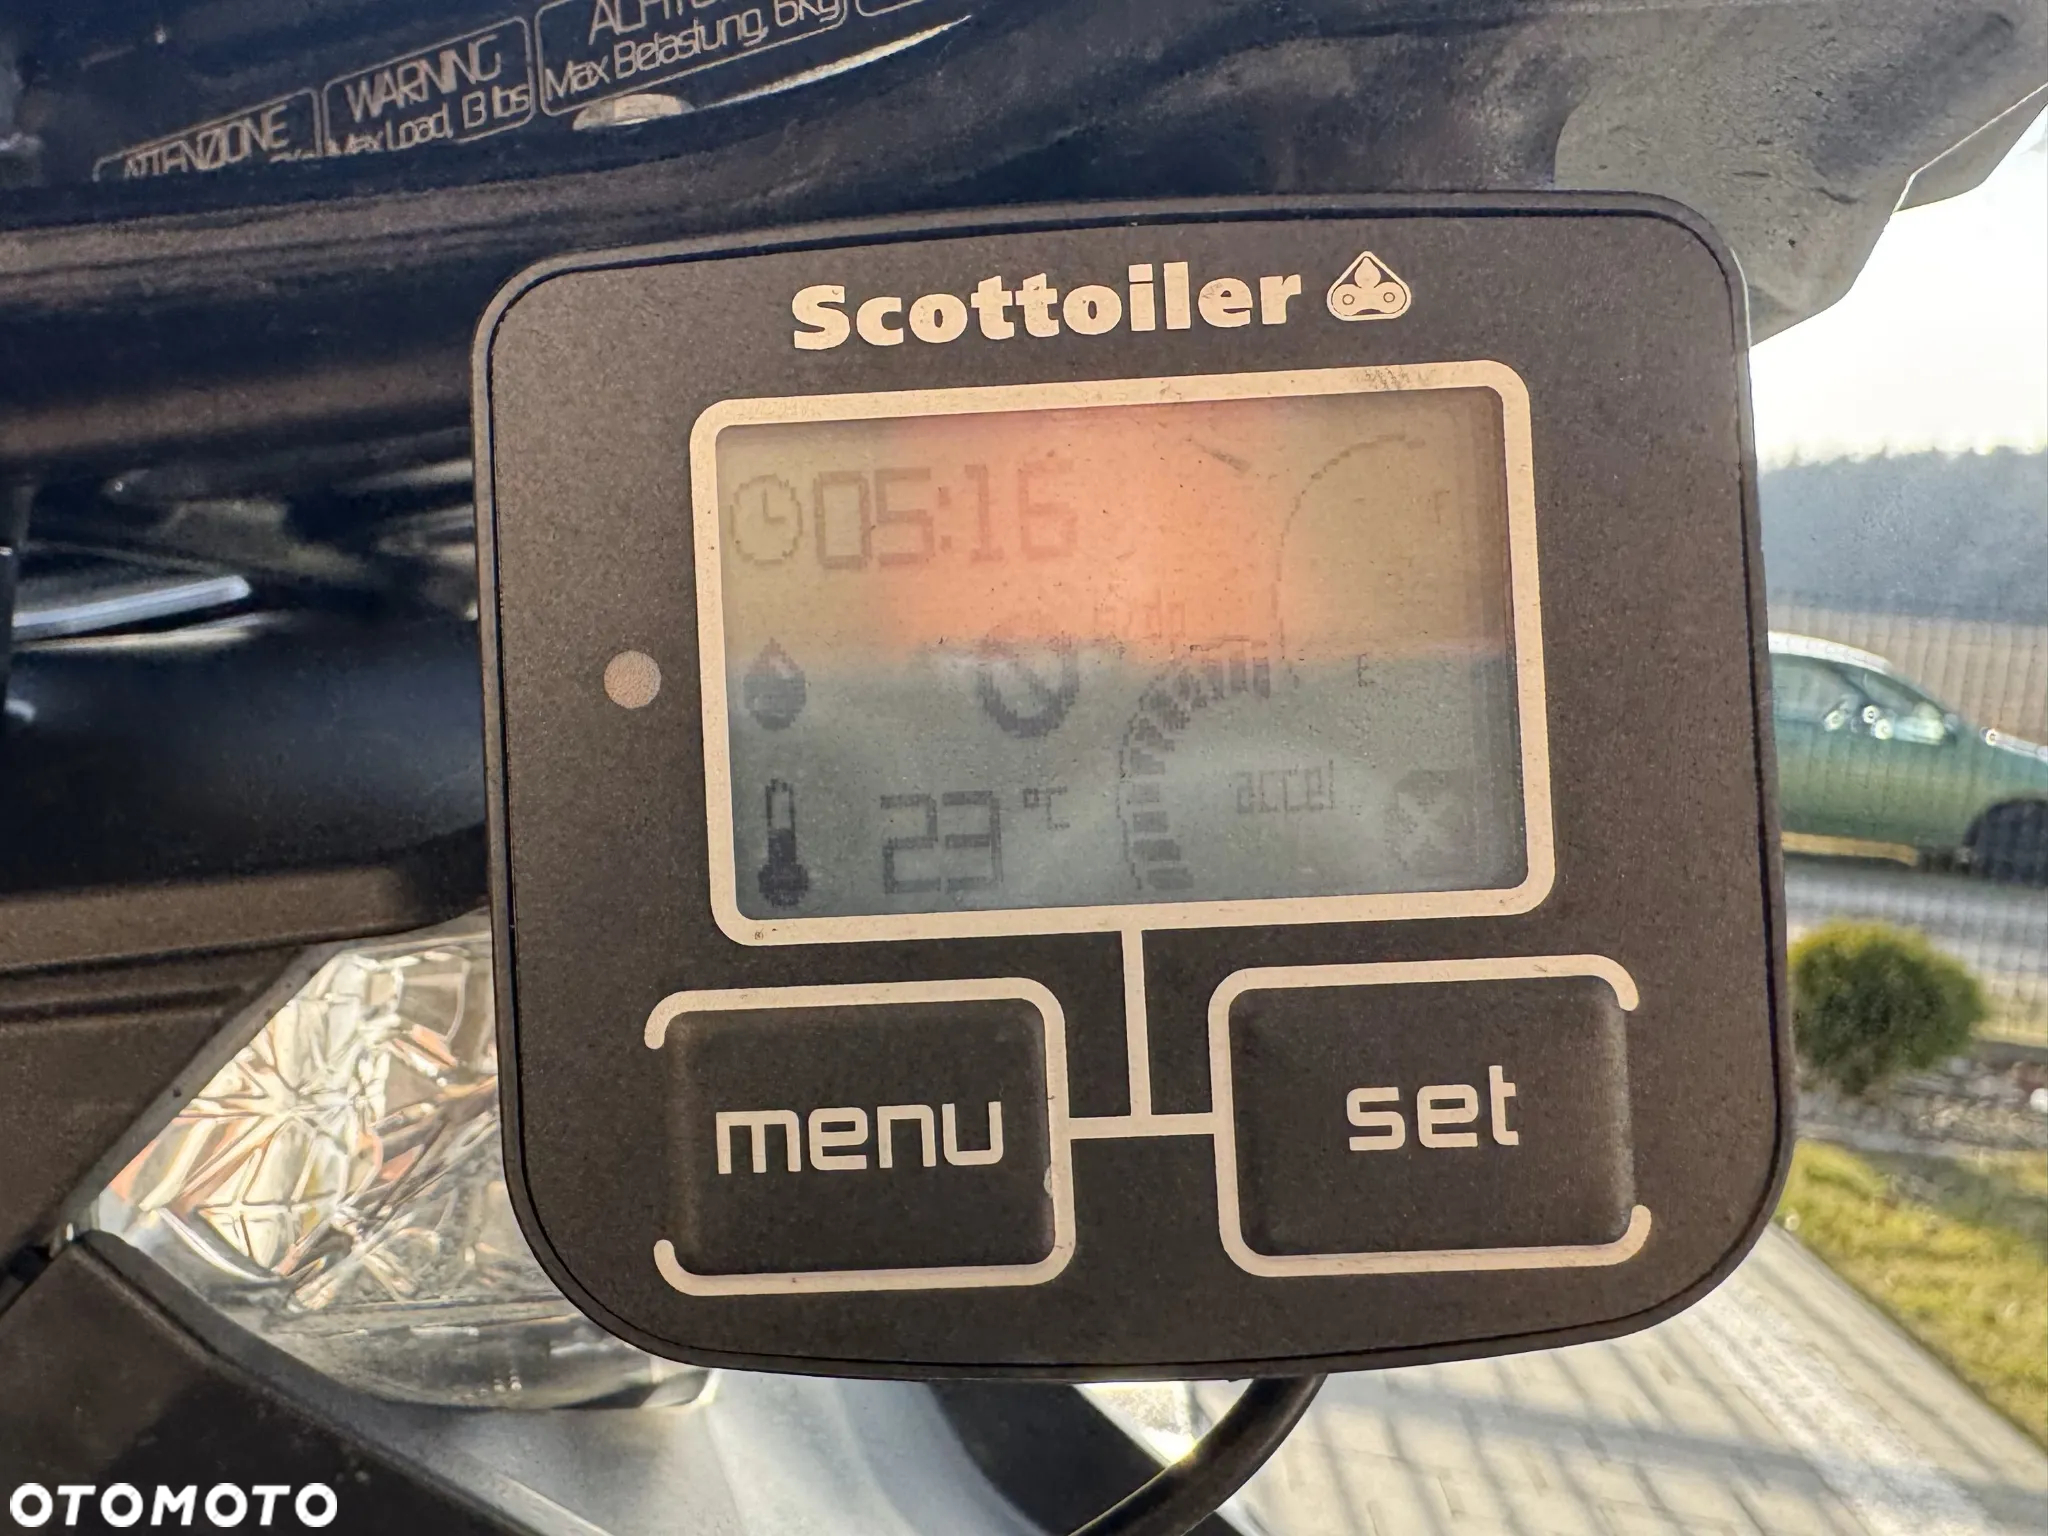 ATTENZIONE
WARNING
Max Load, 13 lbs
Max Belastung, 6Kg
Scottoiler
05:16
23 °C
accel
menu
set
OTOMOTO